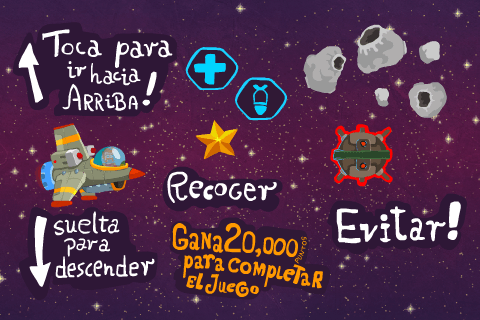 Toca para
ir hacia
ARRIBA!
suelta
para
descender
Recoger
Gana 20,000
PUNTOS
para completar
el juego
Evitar!